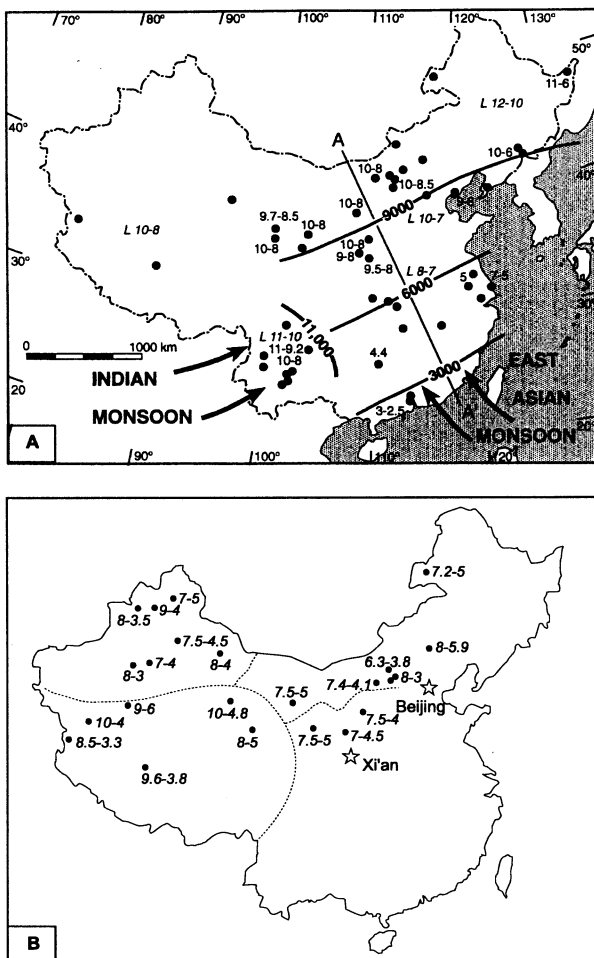 70° 80° 90° 100° 110° 120° 130°
50°
11-6
L 12-10
40°
A
10-6
40°
10-8
10-8.5
10-8
9000
L 10-7
9.7-8.5
10-8
L 10-8
10-8
10-8
9-8
9.5-8
30°
L 8-7
5
7-5
6000
30°
11,000
L 11-10
11-9.2
10-8
4.4
0 1000 km
INDIAN
MONSOON
3000
EAST
ASIAN
MONSOON
A'
3-2.5
20
20°
A
90° 100° 110° 120°
7.2-5
7-5
8-3.5
9-4
7.5-4.5
8-5.9
8-4
6.3-3.8
8-3
7-4
7.4-4.1
8-3
Beijing
9-6
10-4.8
7.5-5
7.5-4
10-4
8-5
7.5-5
7-4.5
8.5-3.3
Xi'an
9.6-3.8
B